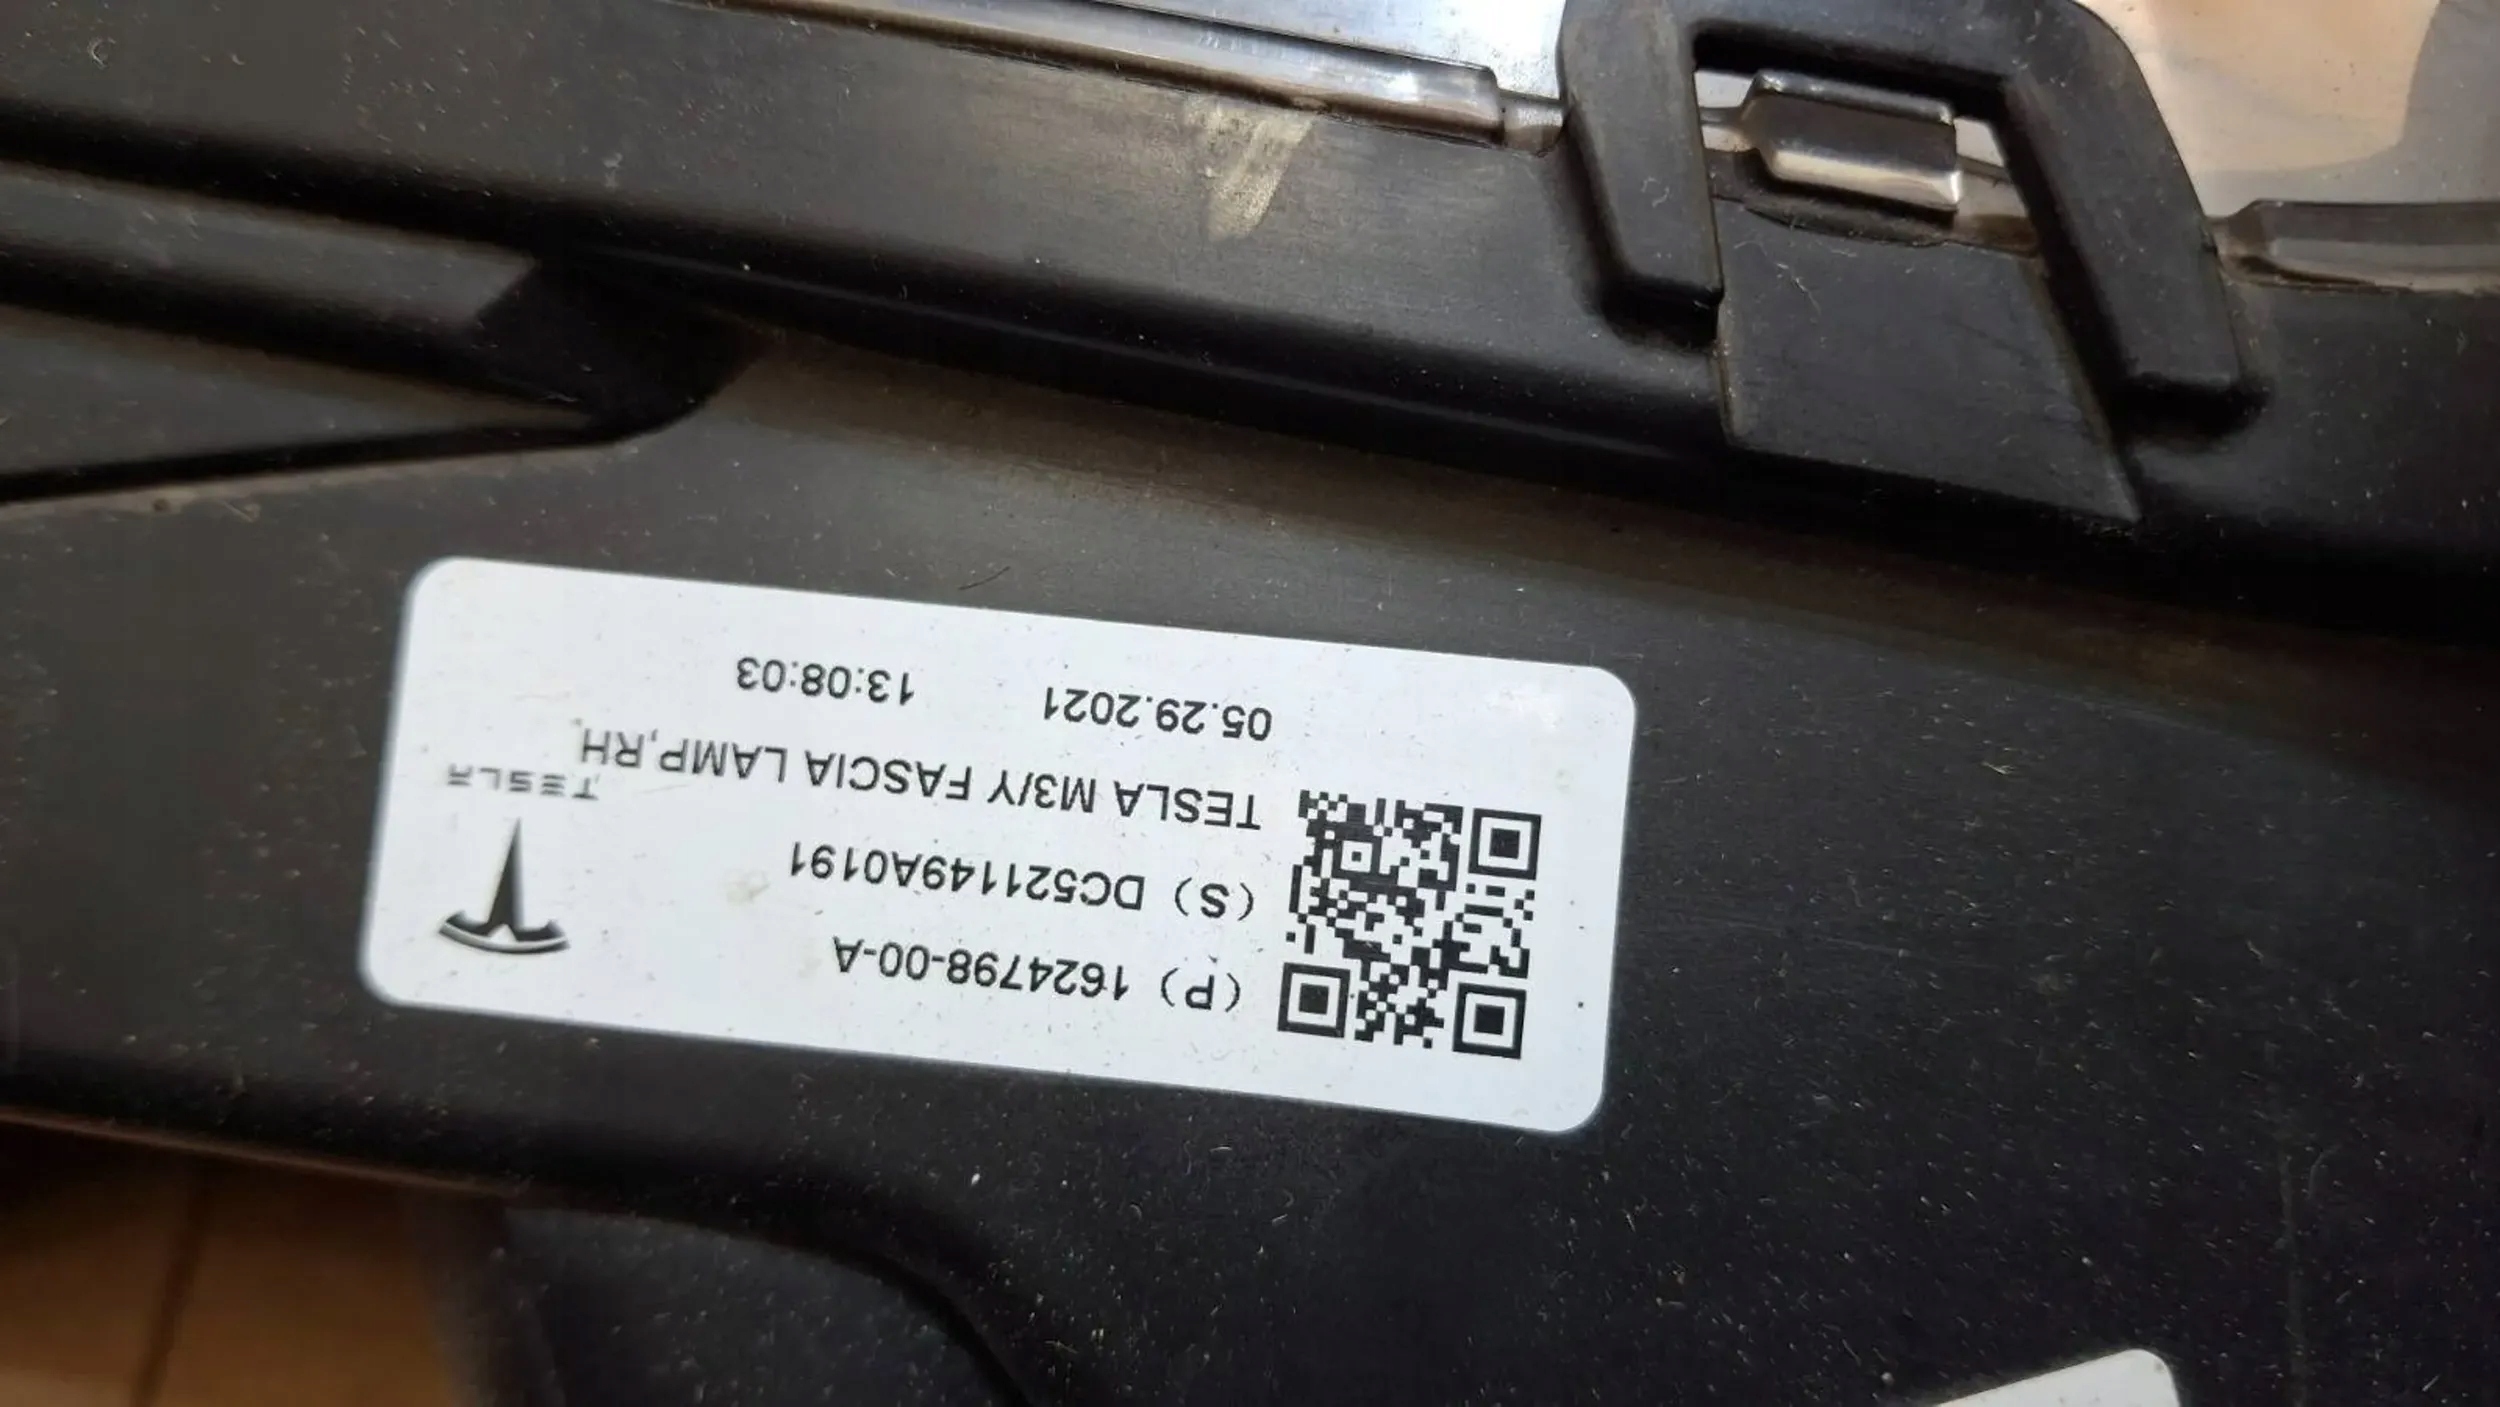 (P) 1624798-00-A
(S) DC521149A0191
TESLA M3/Y FASCIA LAMP,RH,
05.29.2021 13:08:03
TESLA